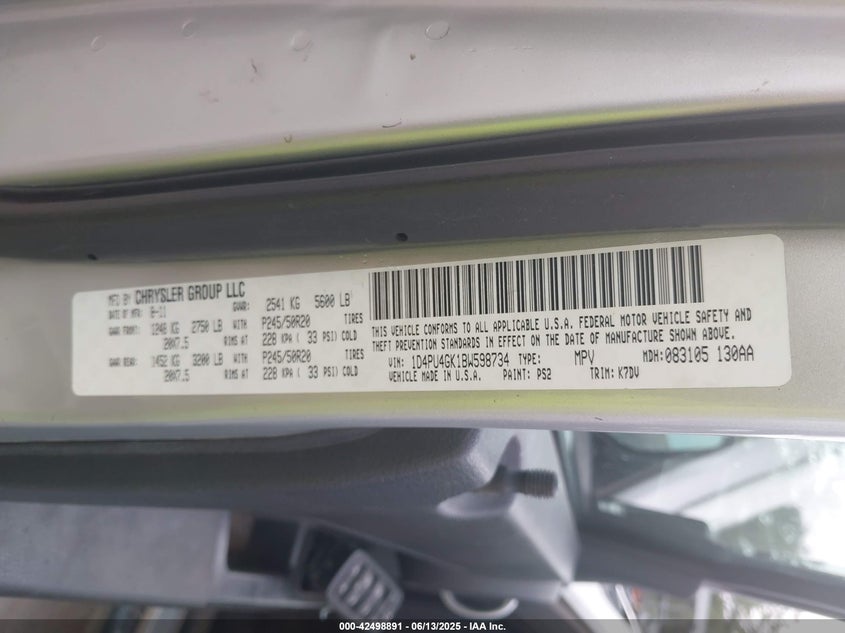 MFD BY CHRYSLER GROUP LLC
DATE OF MFR: 8-11 GVWR: 2541 KG 5600 LB
GAWR FRONT: 1248 KG 2750 LB WITH P245/50R20 TIRES
20X7.5 RIMS AT 228 KPA ( 33 PSI) COLD
GAWR REAR: 1452 KG 3200 LB WITH P245/50R20 TIRES
20X7.5 RIMS AT 228 KPA ( 33 PSI) COLD
THIS VEHICLE CONFORMS TO ALL APPLICABLE U.S.A. FEDERAL MOTOR VEHICLE SAFETY AND
THEFT PREVENTION STANDARDS IN EFFECT ON THE DATE OF MANUFACTURE SHOWN ABOVE.
VIN: 1D4PU4GK1BW598734 TYPE: MPV MDH: 083105 130AA
VEHICLE MADE IN U.S.A. PAINT: PS2 TRIM: K7DV
000-42498891 - 06/13/2025 - IAA Inc.